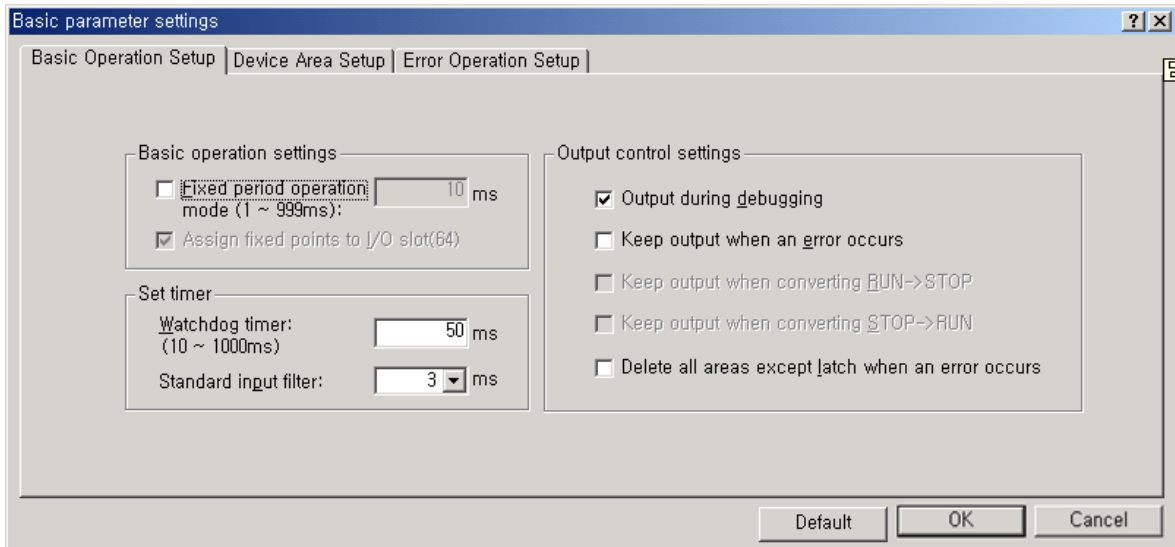 Basic parameter settings
Basic Operation Setup
Device Area Setup
Error Operation Setup
Basic operation settings
Fixed period operation
mode (1 ~ 999ms):
10 ms
Assign fixed points to I/O slot(64)
Set timer
Watchdog timer:
(10 ~ 1000ms)
50 ms
Standard input filter:
3 ms
Output control settings
Output during debugging
Keep output when an error occurs
Keep output when converting RUN->STOP
Keep output when converting STOP->RUN
Delete all areas except latch when an error occurs
Default
OK
Cancel